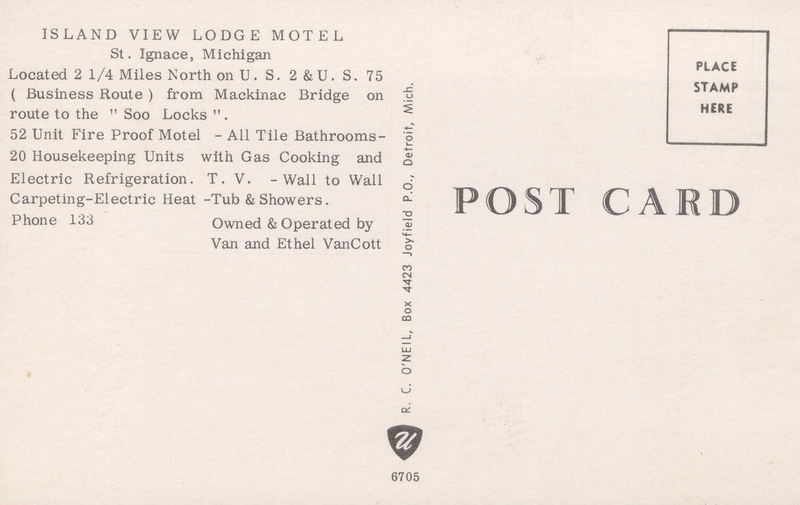 ISLAND VIEW LODGE MOTEL
St. Ignace, Michigan
Located 2 1/4 Miles North on U. S. 2 & U. S. 75
( Business Route ) from Mackinac Bridge on
route to the " Soo Locks ".
52 Unit Fire Proof Motel - All Tile Bathrooms-
20 Housekeeping Units with Gas Cooking and
Electric Refrigeration. T. V. - Wall to Wall
Carpeting-Electric Heat -Tub & Showers.
Phone 133
Owned & Operated by
Van and Ethel VanCott
R. C. O'NEIL, Box 4423 Joyfield P.O., Detroit, Mich.
U
6705
PLACE
STAMP
HERE
POST CARD